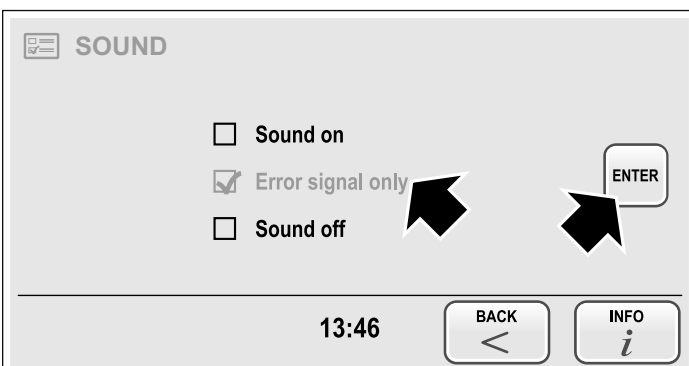 SOUND
Sound on
Error signal only
ENTER
Sound off
13:46
BACK
<
INFO
i